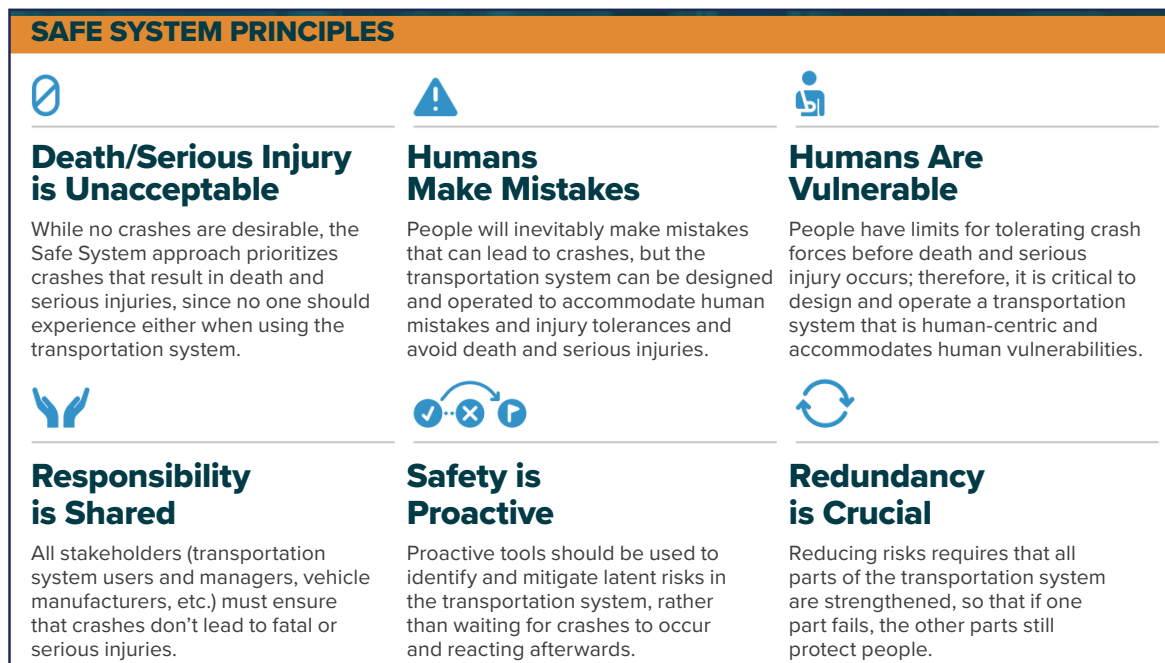 SAFE SYSTEM PRINCIPLES
Death/Serious Injury
is Unacceptable
While no crashes are desirable, the
Safe System approach prioritizes
crashes that result in death and
serious injuries, since no one should
experience either when using the
transportation system.
Humans
Make Mistakes
People will inevitably make mistakes
that can lead to crashes, but the
transportation system can be designed
and operated to accommodate human
mistakes and injury tolerances and
avoid death and serious injuries.
Humans Are
Vulnerable
People have limits for tolerating crash
forces before death and serious
injury occurs; therefore, it is critical to
design and operate a transportation
system that is human-centric and
accommodates human vulnerabilities.
Responsibility
is Shared
All stakeholders (transportation
system users and managers, vehicle
manufacturers, etc.) must ensure
that crashes don’t lead to fatal or
serious injuries.
Safety is
Proactive
Proactive tools should be used to
identify and mitigate latent risks in
the transportation system, rather
than waiting for crashes to occur
and reacting afterwards.
Redundancy
is Crucial
Reducing risks requires that all
parts of the transportation system
are strengthened, so that if one
part fails, the other parts still
protect people.